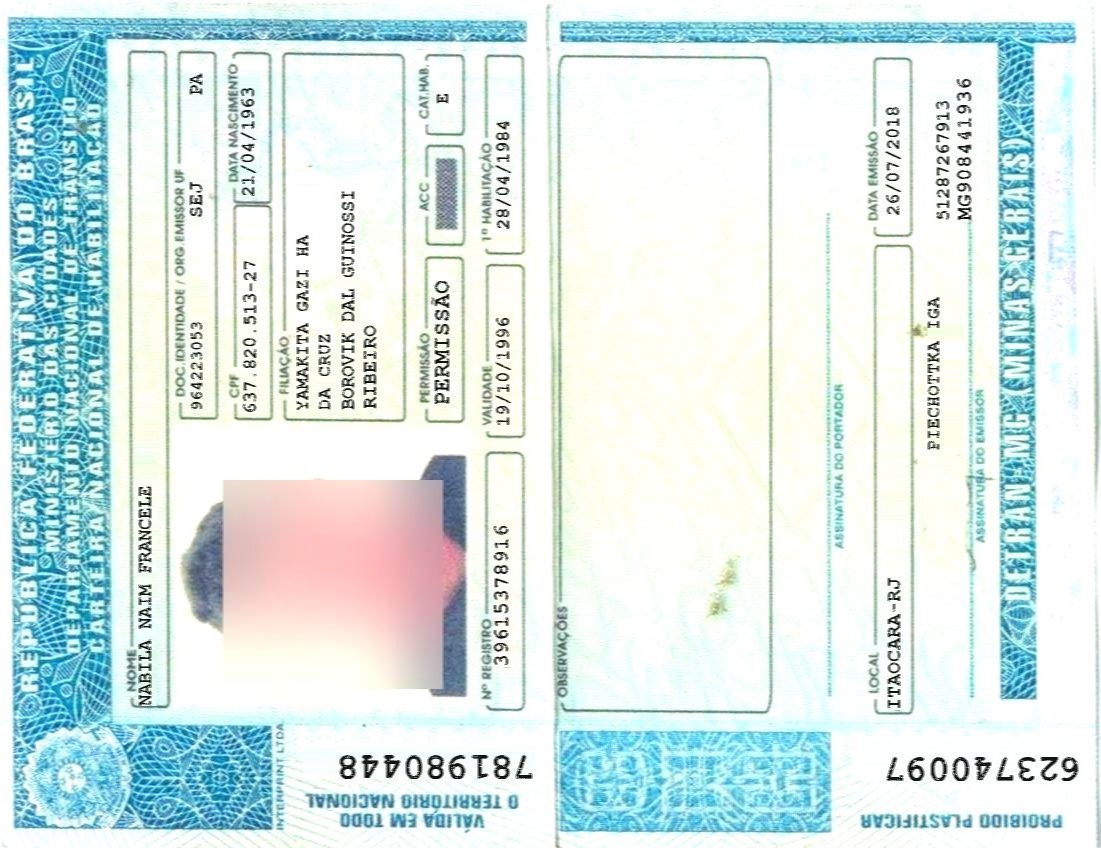 REPÚBLICA FEDERATIVA DO BRASIL
MINISTÉRIO DAS CIDADES
DEPARTAMENTO NACIONAL DE TRÂNSITO
CARTEIRA NACIONAL DE HABILITAÇÃO
NOME
NABILA NAIM FRANCELE
DOC. IDENTIDADE / ORG. EMISSOR UF
964223053 SEJ PA
CPF DATA NASCIMENTO
637.820.513-27 21/04/1963
FILIAÇÃO
YAMAKITA GAZI HA
DA CRUZ
BOROVIK DAL GUINOSSI
RIBEIRO
PERMISSÃO ACC CAT.HAB.
PERMISSÃO E
Nº REGISTRO VALIDADE 1ª HABILITAÇÃO
39615378916 19/10/1996 28/04/1984
VÁLIDA EM TODO
O TERRITÓRIO NACIONAL
781980448
INTERPRINT LTDA
OBSERVAÇÕES
ASSINATURA DO PORTADOR
LOCAL DATA EMISSÃO
ITAOCARA-RJ 26/07/2018
PIECHOTTKA IGA
51287267913
MG908441936
ASSINATURA DO EMISSOR
DETRAN MG (MINAS GERAIS)
PROIBIDO PLASTIFICAR
623740097